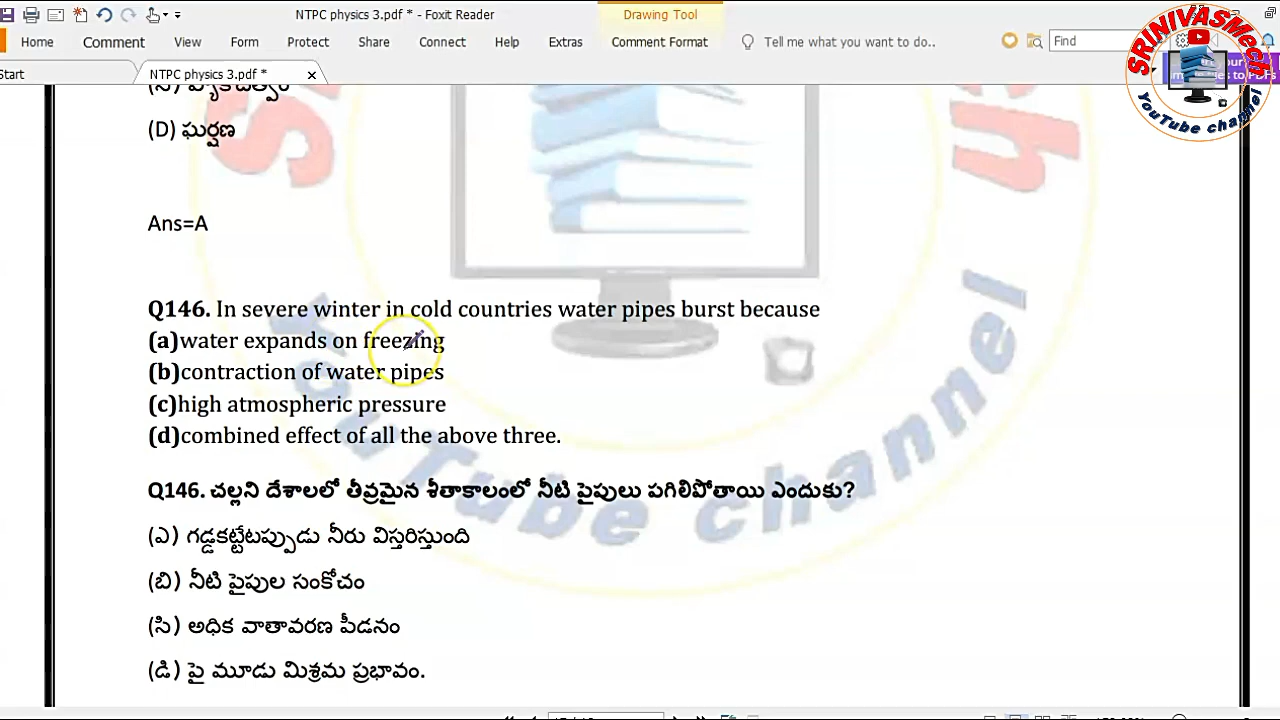 NTPC physics 3.pdf * - Foxit Reader
Drawing Tool
Home Comment View Form Protect Share Connect Help Extras Comment Format Tell me what you want to do.. Find
Start NTPC physics 3.pdf *
SRINIVASMech
YouTube channel
(D) ఘర్షణ
Ans=A
Q146. In severe winter in cold countries water pipes burst because
(a)water expands on freezing
(b)contraction of water pipes
(c)high atmospheric pressure
(d)combined effect of all the above three.
Q146. చల్లని దేశాలలో తీవ్రమైన శీతాకాలంలో నీటి పైపులు పగిలిపోతాయి ఎందుకు?
(ఎ) గడ్డకట్టేటప్పుడు నీరు విస్తరిస్తుంది
(బి) నీటి పైపుల సంకోచం
(సి) అధిక వాతావరణ పీడనం
(డి) పై మూడు మిశ్రమ ప్రభావం.
YouTube channel